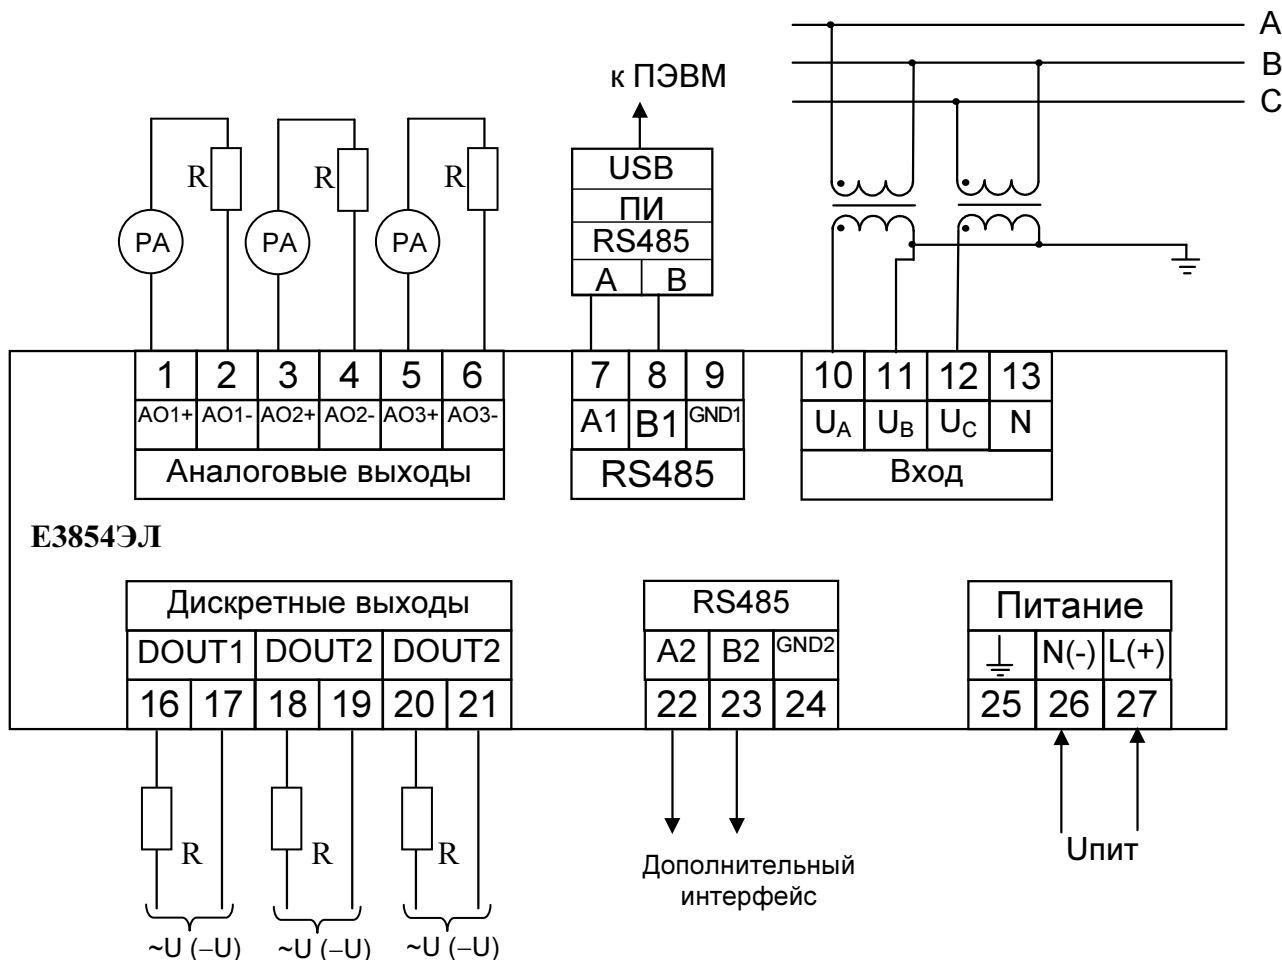 A
B
C
к ПЭВМ
USB
ПИ
RS485
A B
R R R
PA PA PA
1 2 3 4 5 6
AO1+ AO1- AO2+ AO2- AO3+ AO3-
Аналоговые выходы
7 8 9
A1 B1 GND1
RS485
10 11 12 13
UA UB UC N
Вход
Е3854ЭЛ
Дискретные выходы
DOUT1 DOUT2 DOUT2
16 17 18 19 20 21
RS485
A2 B2 GND2
22 23 24
Питание
N(-) L(+)
25 26 27
R R R
~U (–U) ~U (–U) ~U (–U)
Дополнительный
интерфейс
Uпит